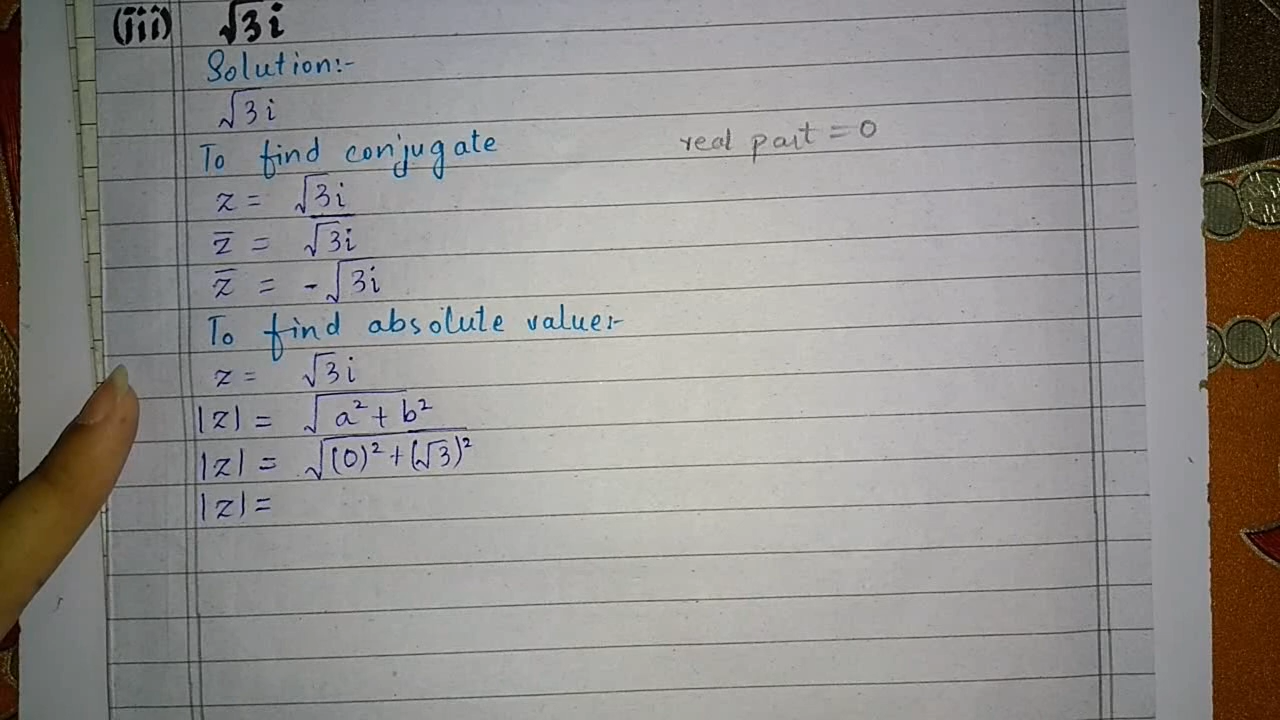 (iii) √3i
Solution:-
√3i
To find conjugate
real part = 0
z = √3i
z̅ = √3i
z̅ = -√3i
To find absolute value:-
z = √3i
|z| = √a² + b²
|z| = √(0)² + (√3)²
|z| =